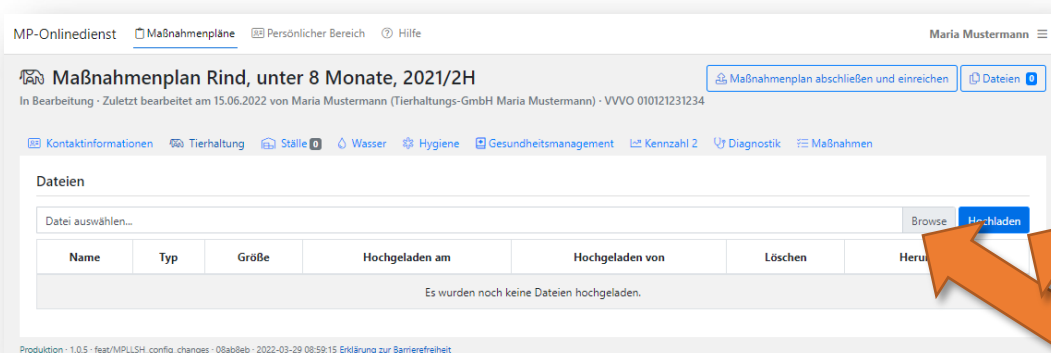 MP-Onlinedienst Maßnahmenpläne Persönlicher Bereich Hilfe Maria Mustermann
Maßnahmenplan Rind, unter 8 Monate, 2021/2H Maßnahmenplan abschließen und einreichen Dateien 0
In Bearbeitung · Zuletzt bearbeitet am 15.06.2022 von Maria Mustermann (Tierhaltungs-GmbH Maria Mustermann) · VVVO 010121231234
Kontaktinformationen Tierhaltung Ställe 0 Wasser Hygiene Gesundheitsmanagement Kennzahl 2 Diagnostik Maßnahmen
Dateien
Datei auswählen... Browse Hochladen
Name Typ Größe Hochgeladen am Hochgeladen von Löschen
Es wurden noch keine Dateien hochgeladen.
Produktion · 1.0.5 · feat/MPLLSH_config_changes · 08ab8eb · 2022-03-29 08:59:15 Erklärung zur Barrierefreiheit